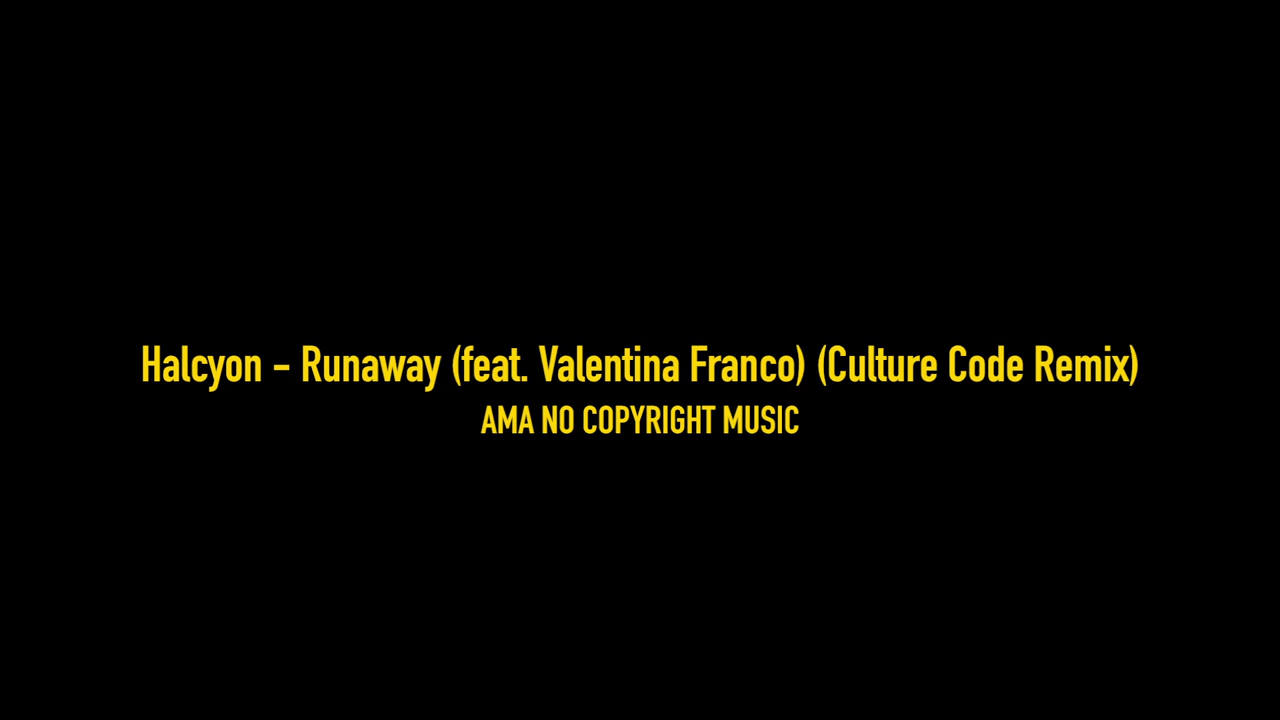 Halcyon - Runaway (feat. Valentina Franco) (Culture Code Remix)
AMA NO COPYRIGHT MUSIC